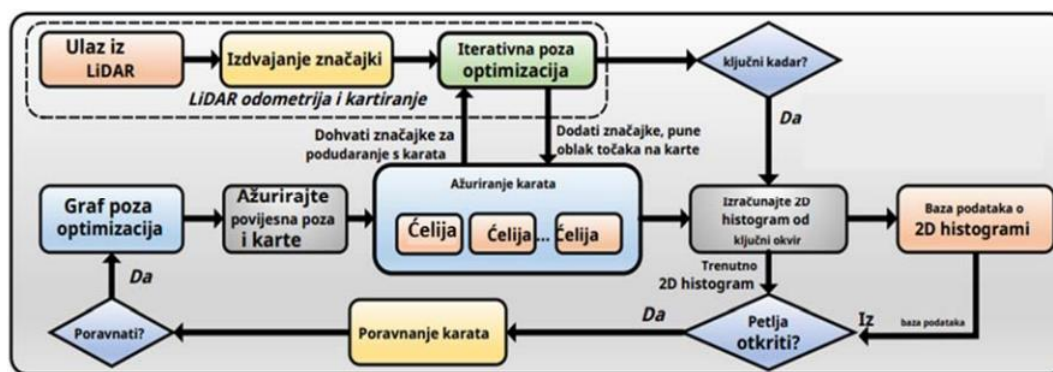 Ulaz iz
LiDAR
Izdvajanje značajki
Iterativna poza
optimizacija
ključni kadar?
LiDAR odometrija i kartiranje
Da
Dohvati značajke za
podudaranje s karata
Dodati značajke, pune
oblak točaka na karte
Graf poza
optimizacija
Ažurirajte
povijesna poza
i karte
Ažuriranje karata
Ćelija
Ćelija
... Ćelija
Izračunajte 2D
histogram od
ključni okvir
Baza podataka o
2D histogrami
Da
Trenutno
2D histogram
Poravnati?
Poravnanje karata
Da
Petlja
otkriti?
Iz
baza podataka